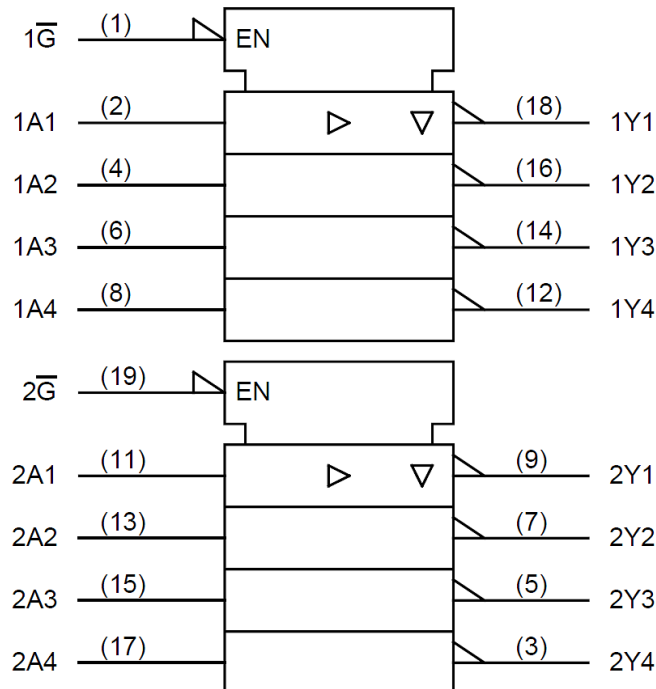 1G̅ (1) EN
1A1 (2) (18) 1Y1
1A2 (4) (16) 1Y2
1A3 (6) (14) 1Y3
1A4 (8) (12) 1Y4
2G̅ (19) EN
2A1 (11) (9) 2Y1
2A2 (13) (7) 2Y2
2A3 (15) (5) 2Y3
2A4 (17) (3) 2Y4